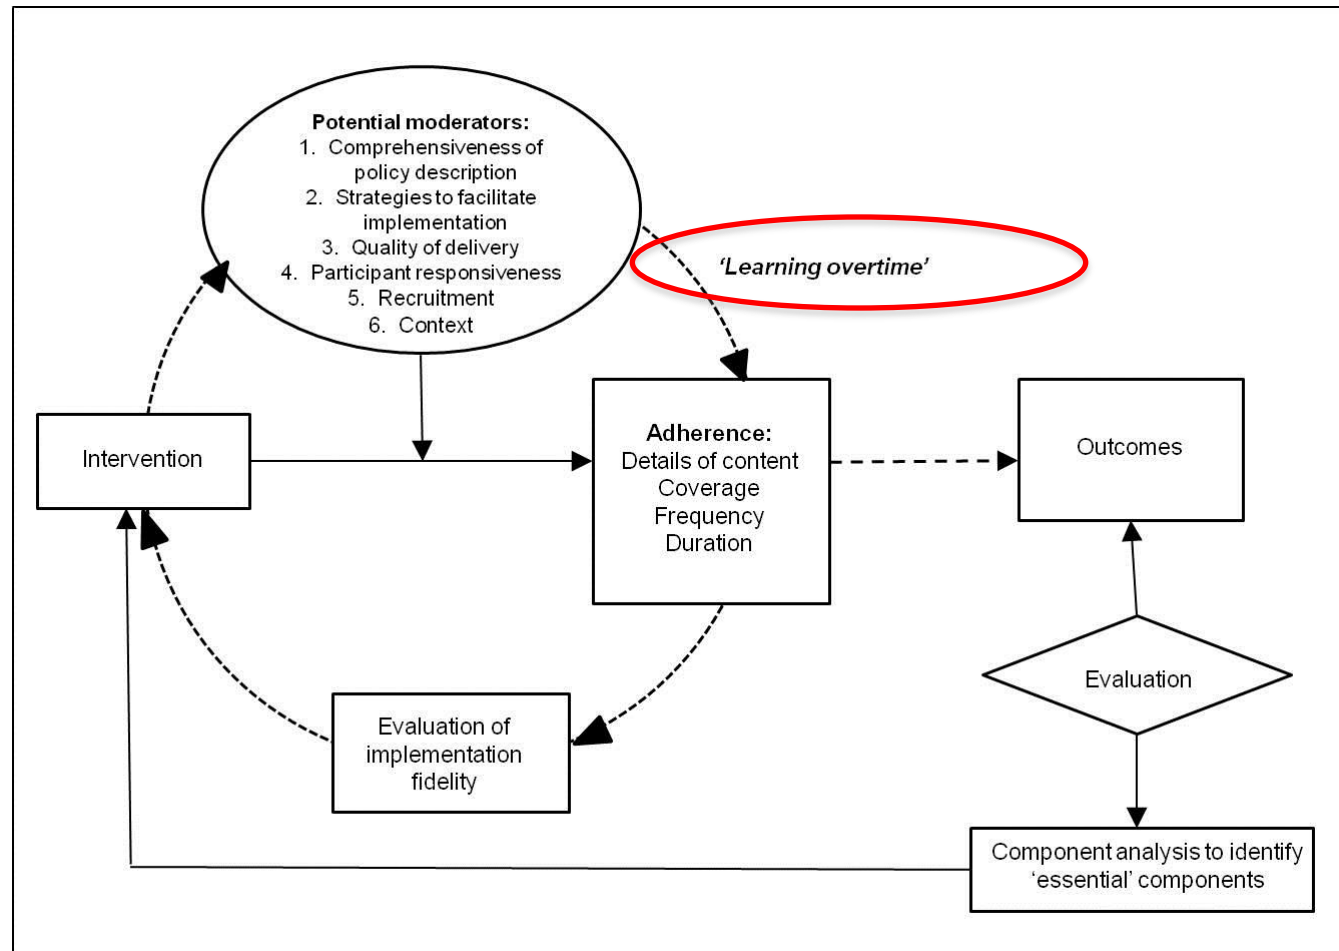 Potential moderators:
1. Comprehensiveness of
policy description
2. Strategies to facilitate
implementation
3. Quality of delivery
4. Participant responsiveness
5. Recruitment
6. Context
‘Learning overtime’
Intervention
Adherence:
Details of content
Coverage
Frequency
Duration
Outcomes
Evaluation
Evaluation of
implementation
fidelity
Component analysis to identify
‘essential’ components